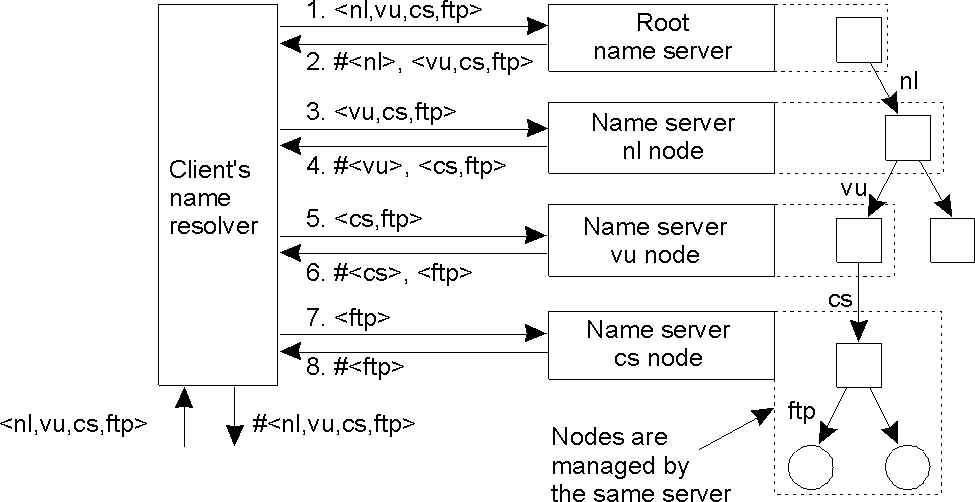 1. <nl,vu,cs,ftp>
Root
name server
2. #<nl>, <vu,cs,ftp>
nl
3. <vu,cs,ftp>
Name server
nl node
4. #<vu>, <cs,ftp>
Client's
name
resolver
vu
5. <cs,ftp>
Name server
vu node
6. #<cs>, <ftp>
cs
7. <ftp>
Name server
cs node
8. #<ftp>
<nl,vu,cs,ftp>
#<nl,vu,cs,ftp>
ftp
Nodes are
managed by
the same server